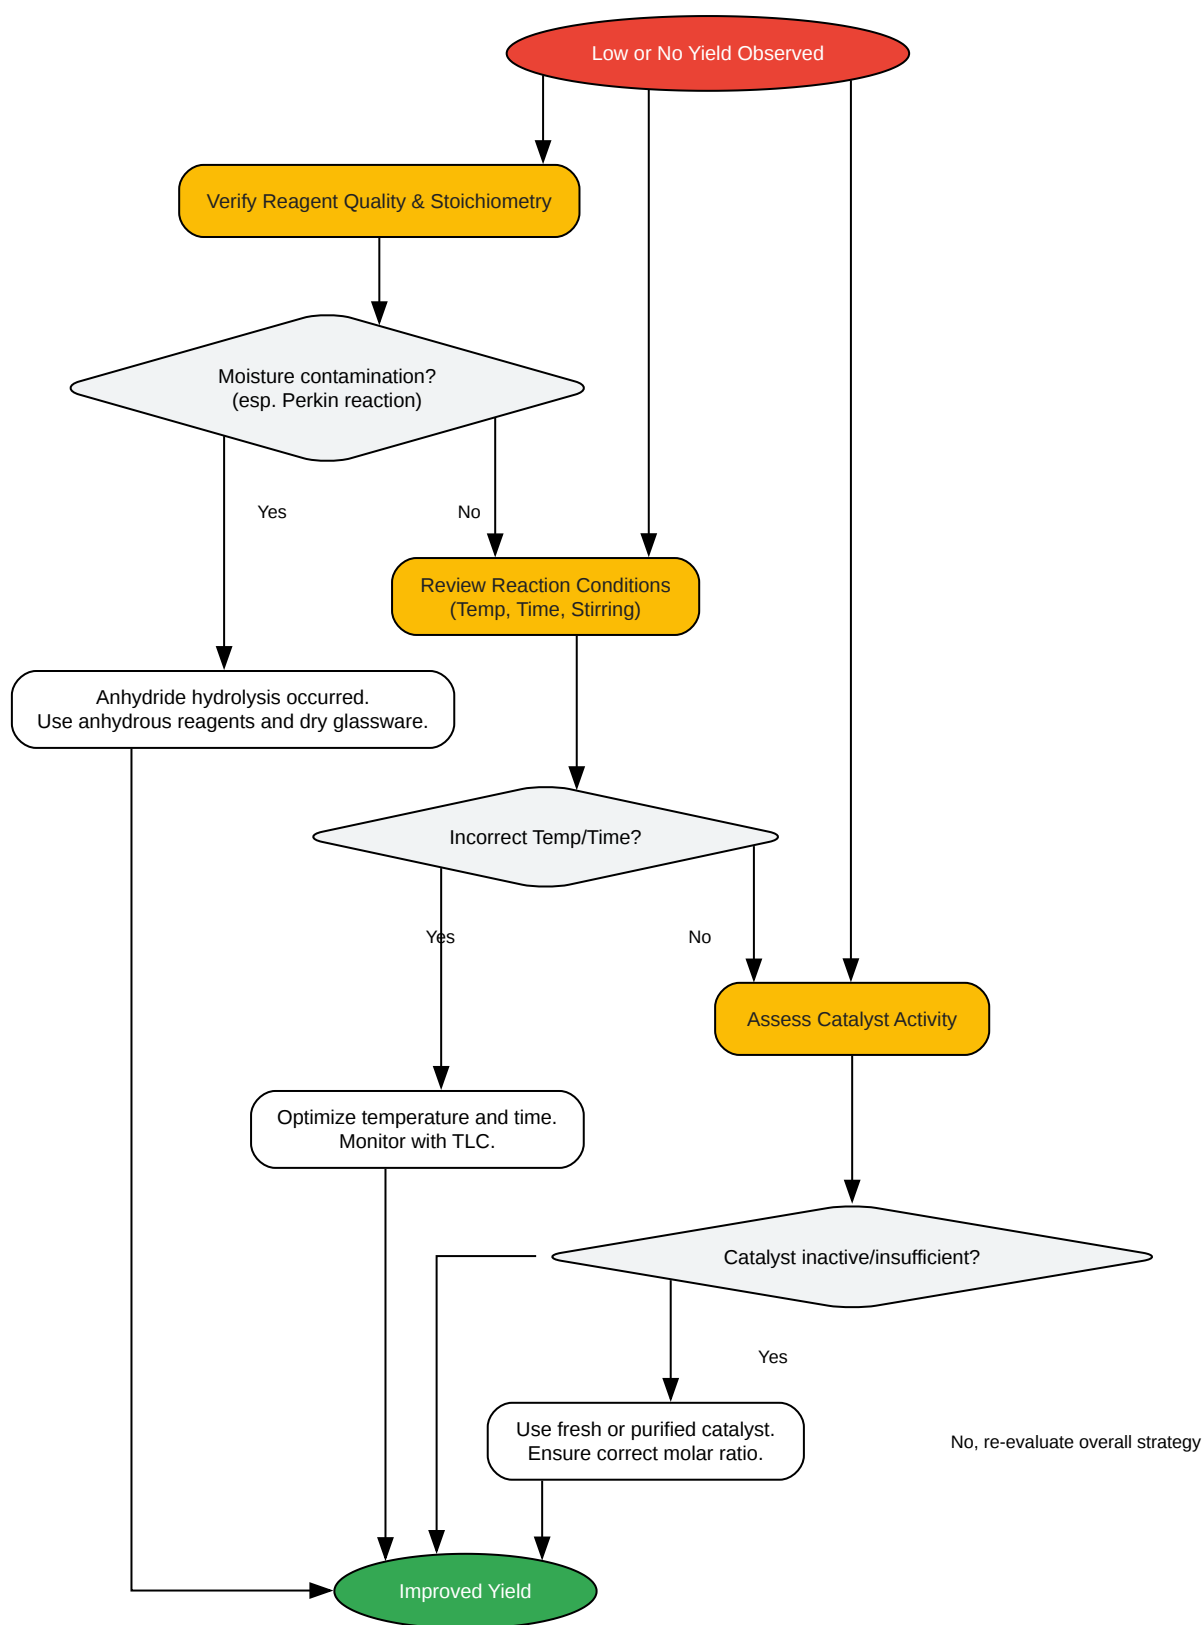 Low or No Yield Observed
Verify Reagent Quality & Stoichiometry
Moisture contamination?
(esp. Perkin reaction)
Yes
No
Review Reaction Conditions
(Temp, Time, Stirring)
Anhydride hydrolysis occurred.
Use anhydrous reagents and dry glassware.
Incorrect Temp/Time?
Yes
No
Assess Catalyst Activity
Optimize temperature and time.
Monitor with TLC.
Catalyst inactive/insufficient?
Yes
Use fresh or purified catalyst.
Ensure correct molar ratio.
No, re-evaluate overall strategy
Improved Yield